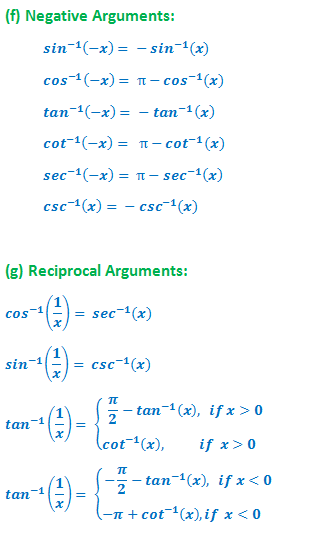 (f) Negative Arguments:
sin⁻¹(−x) = − sin⁻¹(x)
cos⁻¹(−x) = π − cos⁻¹(x)
tan⁻¹(−x) = − tan⁻¹(x)
cot⁻¹(−x) = π − cot⁻¹(x)
sec⁻¹(−x) = π − sec⁻¹(x)
csc⁻¹(x) = − csc⁻¹(x)
(g) Reciprocal Arguments:
cos⁻¹(1/x) = sec⁻¹(x)
sin⁻¹(1/x) = csc⁻¹(x)
tan⁻¹(1/x) = { π/2 − tan⁻¹(x), if x > 0
cot⁻¹(x), if x > 0
tan⁻¹(1/x) = { −π/2 − tan⁻¹(x), if x < 0
−π + cot⁻¹(x), if x < 0